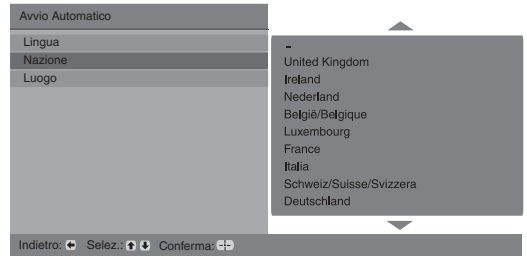 Avvio Automatico
Lingua
Nazione
Luogo
-
United Kingdom
Ireland
Nederland
België/Belgique
Luxembourg
France
Italia
Schweiz/Suisse/Svizzera
Deutschland
Indietro: Selez.: Conferma: